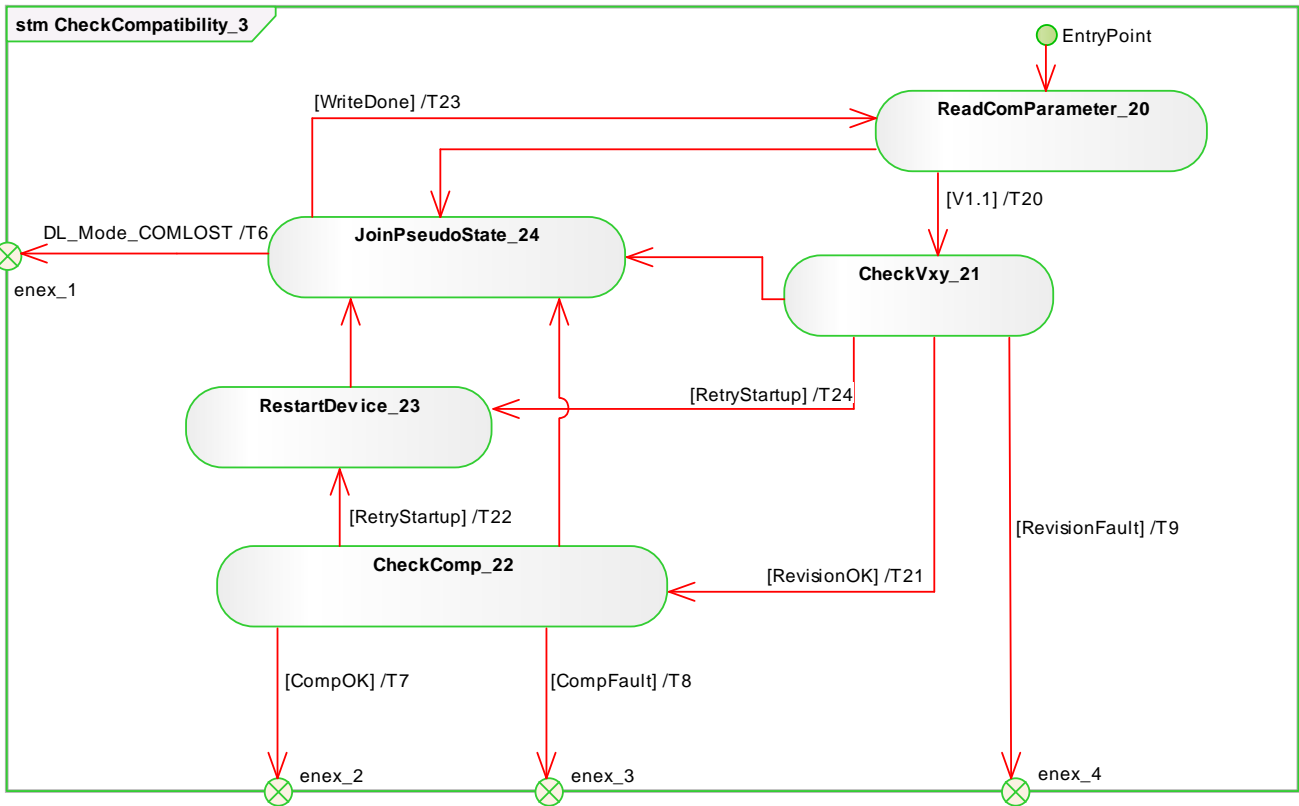 stm CheckCompatibility_3
EntryPoint
[WriteDone] /T23
ReadComParameter_20
[V1.1] /T20
DL_Mode_COMLOST /T6
JoinPseudoState_24
enex_1
CheckVxy_21
[RetryStartup] /T24
RestartDevice_23
[RetryStartup] /T22
[RevisionFault] /T9
CheckComp_22
[RevisionOK] /T21
[CompOK] /T7
[CompFault] /T8
enex_2
enex_3
enex_4